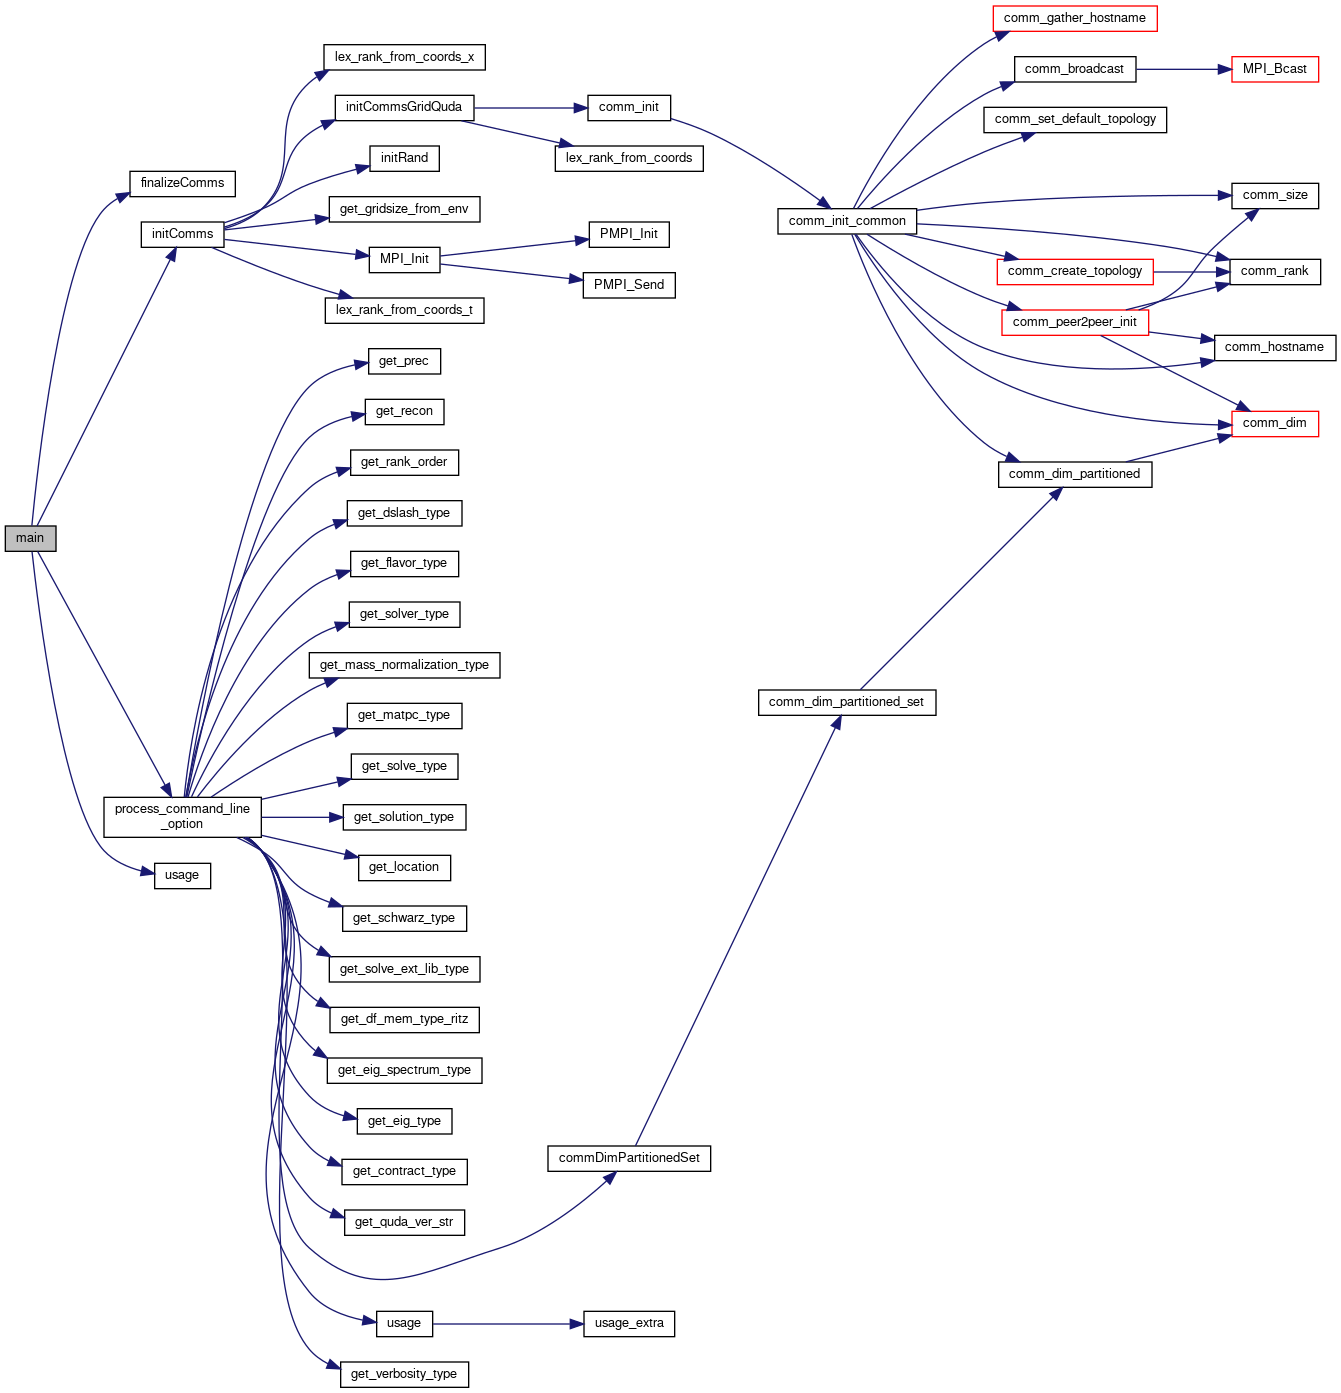 main
finalizeComms
initComms
process_command_line
_option
usage
lex_rank_from_coords_x
initCommsGridQuda
initRand
get_gridsize_from_env
MPI_Init
lex_rank_from_coords_t
get_prec
get_recon
get_rank_order
get_dslash_type
get_flavor_type
get_solver_type
get_mass_normalization_type
get_matpc_type
get_solve_type
get_solution_type
get_location
get_schwarz_type
get_solve_ext_lib_type
get_df_mem_type_ritz
get_eig_spectrum_type
get_eig_type
get_contract_type
get_quda_ver_str
usage
get_verbosity_type
comm_init
lex_rank_from_coords
PMPI_Init
PMPI_Send
commDimPartitionedSet
usage_extra
comm_init_common
comm_dim_partitioned_set
comm_gather_hostname
comm_broadcast
comm_set_default_topology
comm_create_topology
comm_peer2peer_init
comm_dim_partitioned
MPI_Bcast
comm_size
comm_rank
comm_hostname
comm_dim